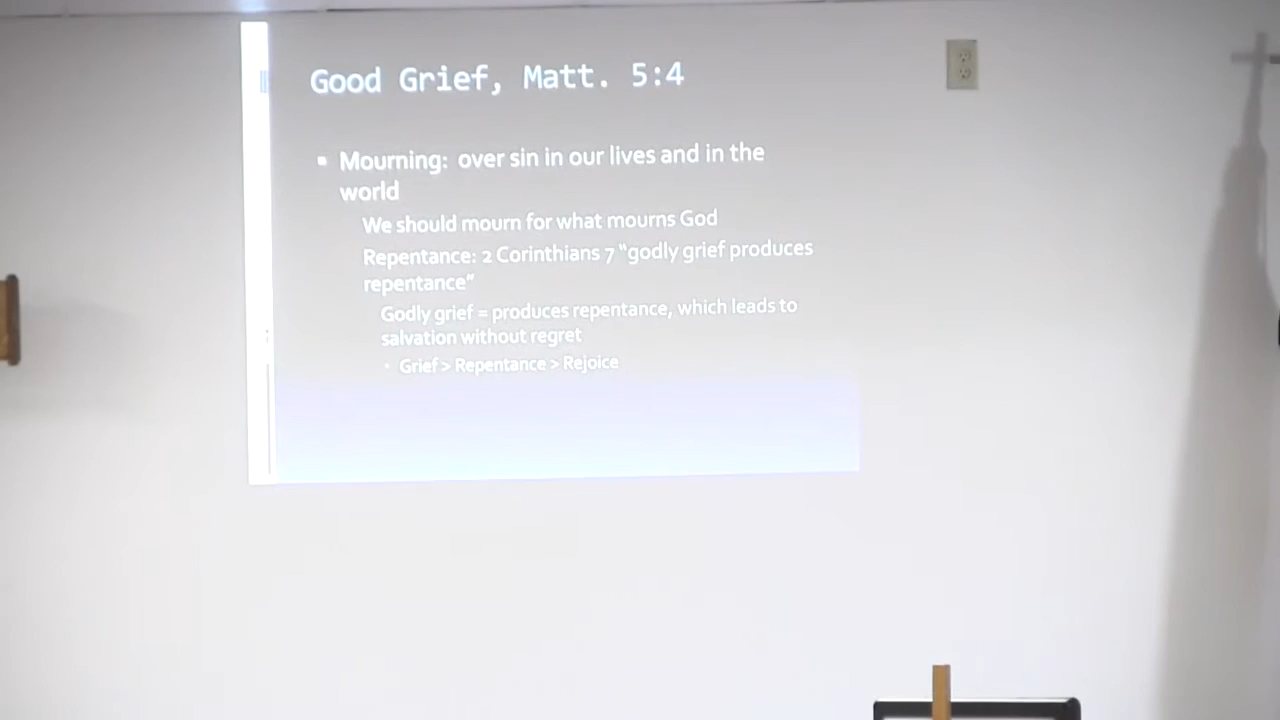 Good Grief, Matt. 5:4
▪ Mourning: over sin in our lives and in the
world
We should mourn for what mourns God
Repentance: 2 Corinthians 7 “godly grief produces
repentance”
Godly grief = produces repentance, which leads to
salvation without regret
• Grief > Repentance > Rejoice